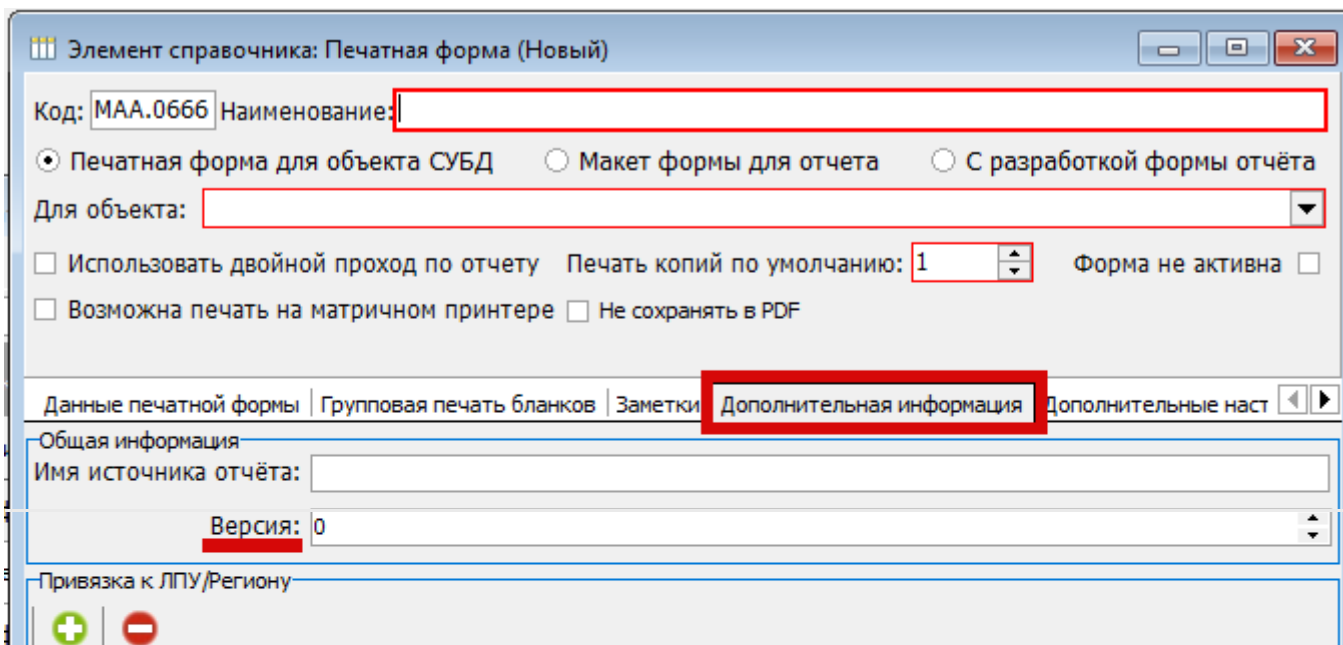 Элемент справочника: Печатная форма (Новый)
Код: МАА.0666 Наименование:
Печатная форма для объекта СУБД Макет формы для отчета С разработкой формы отчёта
Для объекта:
Использовать двойной проход по отчету Печать копий по умолчанию: 1 Форма не активна
Возможна печать на матричном принтере Не сохранять в PDF
Данные печатной формы Групповая печать бланков Заметки Дополнительная информация Дополнительные наст
Общая информация
Имя источника отчёта:
Версия: 0
Привязка к ЛПУ/Региону